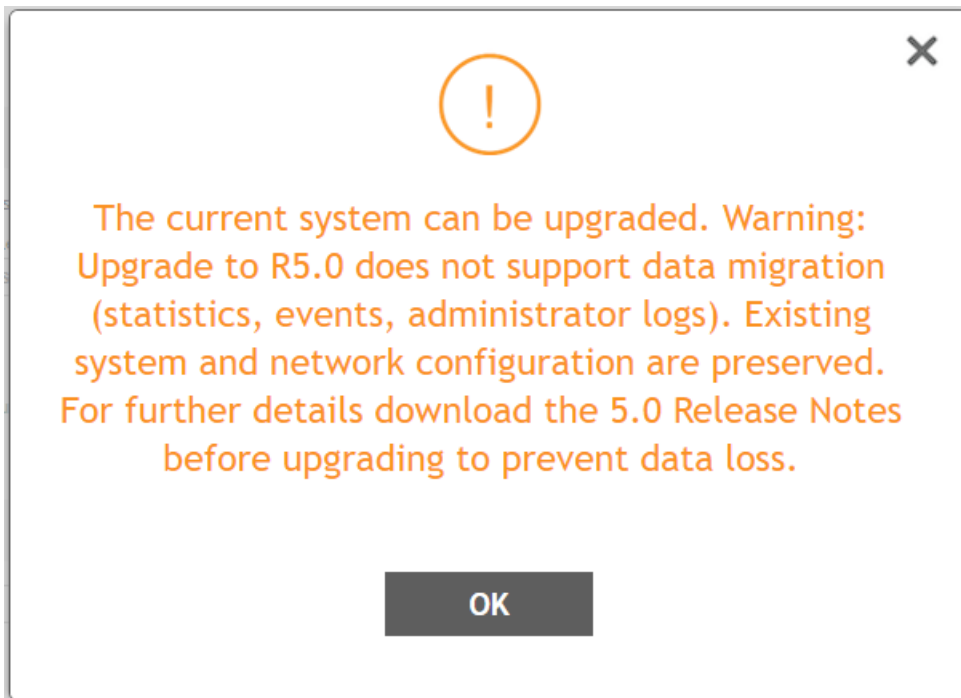 The current system can be upgraded. Warning:
Upgrade to R5.0 does not support data migration
(statistics, events, administrator logs). Existing
system and network configuration are preserved.
For further details download the 5.0 Release Notes
before upgrading to prevent data loss.
OK